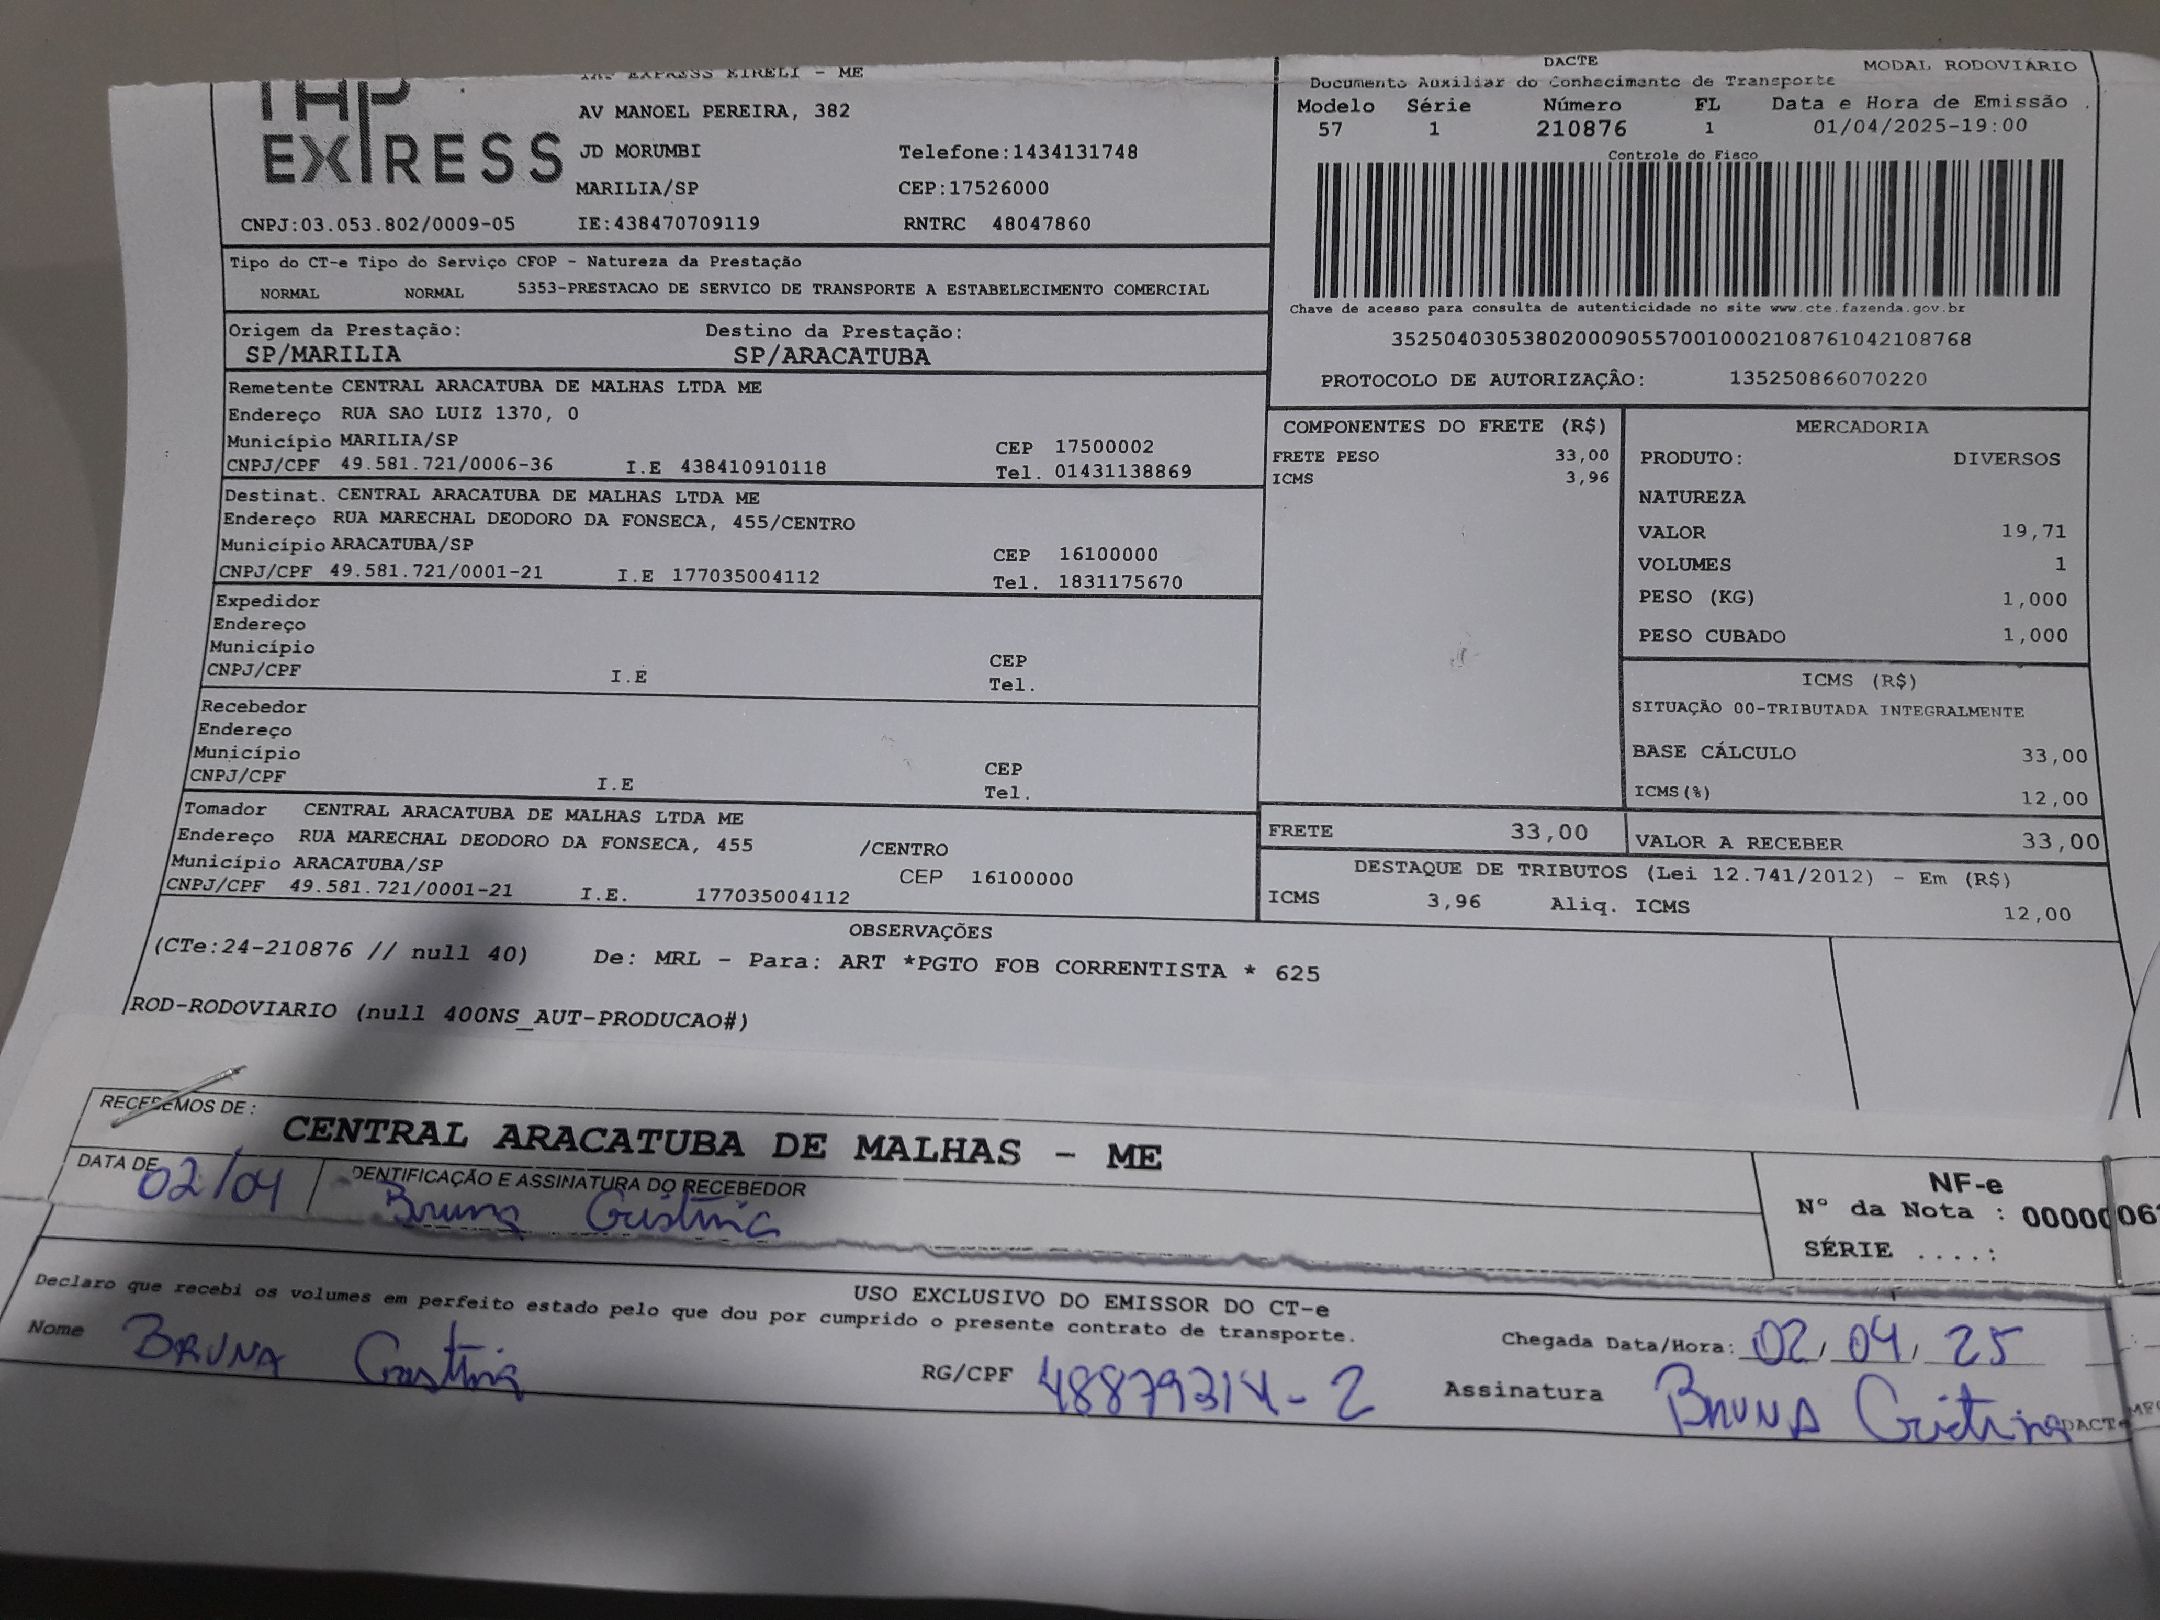 THP EXPRESS EIRELI - ME
THP
EXPRESS
AV MANOEL PEREIRA, 382
JD MORUMBI Telefone:1434131748
MARILIA/SP CEP:17526000
CNPJ:03.053.802/0009-05 IE:438470709119 RNTRC 48047860
DACTE MODAL RODOVIÁRIO
Documento Auxiliar do Conhecimento de Transporte
Modelo Série Número FL Data e Hora de Emissão
57 1 210876 1 01/04/2025-19:00
Controle do Fisco
Chave de acesso para consulta de autenticidade no site www.cte.fazenda.gov.br
35250403053802000905570010002108761042108768
PROTOCOLO DE AUTORIZAÇÃO: 135250866070220
Tipo do CT-e Tipo do Serviço CFOP - Natureza da Prestação
NORMAL NORMAL 5353-PRESTACAO DE SERVICO DE TRANSPORTE A ESTABELECIMENTO COMERCIAL
Origem da Prestação: Destino da Prestação:
SP/MARILIA SP/ARACATUBA
Remetente CENTRAL ARACATUBA DE MALHAS LTDA ME
Endereço RUA SAO LUIZ 1370, 0
Município MARILIA/SP CEP 17500002
CNPJ/CPF 49.581.721/0006-36 I.E 438410910118 Tel. 01431138869
Destinat. CENTRAL ARACATUBA DE MALHAS LTDA ME
Endereço RUA MARECHAL DEODORO DA FONSECA, 455/CENTRO
Município ARACATUBA/SP CEP 16100000
CNPJ/CPF 49.581.721/0001-21 I.E 177035004112 Tel. 1831175670
Expedidor
Endereço
Município CEP
CNPJ/CPF I.E Tel.
Recebedor
Endereço
Município CEP
CNPJ/CPF I.E Tel.
Tomador CENTRAL ARACATUBA DE MALHAS LTDA ME
Endereço RUA MARECHAL DEODORO DA FONSECA, 455 /CENTRO
Município ARACATUBA/SP CEP 16100000
CNPJ/CPF 49.581.721/0001-21 I.E. 177035004112
COMPONENTES DO FRETE (R$)
FRETE PESO 33,00
ICMS 3,96
MERCADORIA
PRODUTO: DIVERSOS
NATUREZA
VALOR 19,71
VOLUMES 1
PESO (KG) 1,000
PESO CUBADO 1,000
ICMS (R$)
SITUAÇÃO 00-TRIBUTADA INTEGRALMENTE
BASE CÁLCULO 33,00
ICMS(%) 12,00
FRETE 33,00 VALOR A RECEBER 33,00
DESTAQUE DE TRIBUTOS (Lei 12.741/2012) - Em (R$)
ICMS 3,96 Aliq. ICMS 12,00
OBSERVAÇÕES
(CTe:24-210876 // null 40) De: MRL - Para: ART *PGTO FOB CORRENTISTA * 625
ROD-RODOVIARIO (null 400NS_AUT-PRODUCAO#)
RECEBEMOS DE:
CENTRAL ARACATUBA DE MALHAS - ME
DATA DE 02/04 IDENTIFICAÇÃO E ASSINATURA DO RECEBEDOR
Bruna Cristina
NF-e
Nº da Nota :
SÉRIE ....:
USO EXCLUSIVO DO EMISSOR DO CT-e
Declaro que recebi os volumes em perfeito estado pelo que dou por cumprido o presente contrato de transporte.
Nome BRUNA Cristina RG/CPF 48879314-2 Chegada Data/Hora: 02/04/25
Assinatura BRUNA Cristina
DACTe